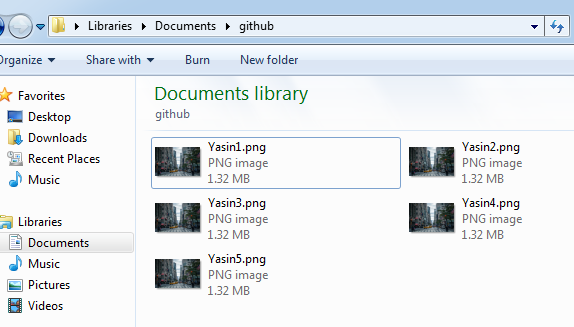 Libraries Documents github
Organize Share with Burn New folder
Favorites
Desktop
Downloads
Recent Places
Music
Libraries
Documents
Music
Pictures
Videos
Documents library
github
Yasin1.png
PNG image
1.32 MB
Yasin2.png
PNG image
1.32 MB
Yasin3.png
PNG image
1.32 MB
Yasin4.png
PNG image
1.32 MB
Yasin5.png
PNG image
1.32 MB